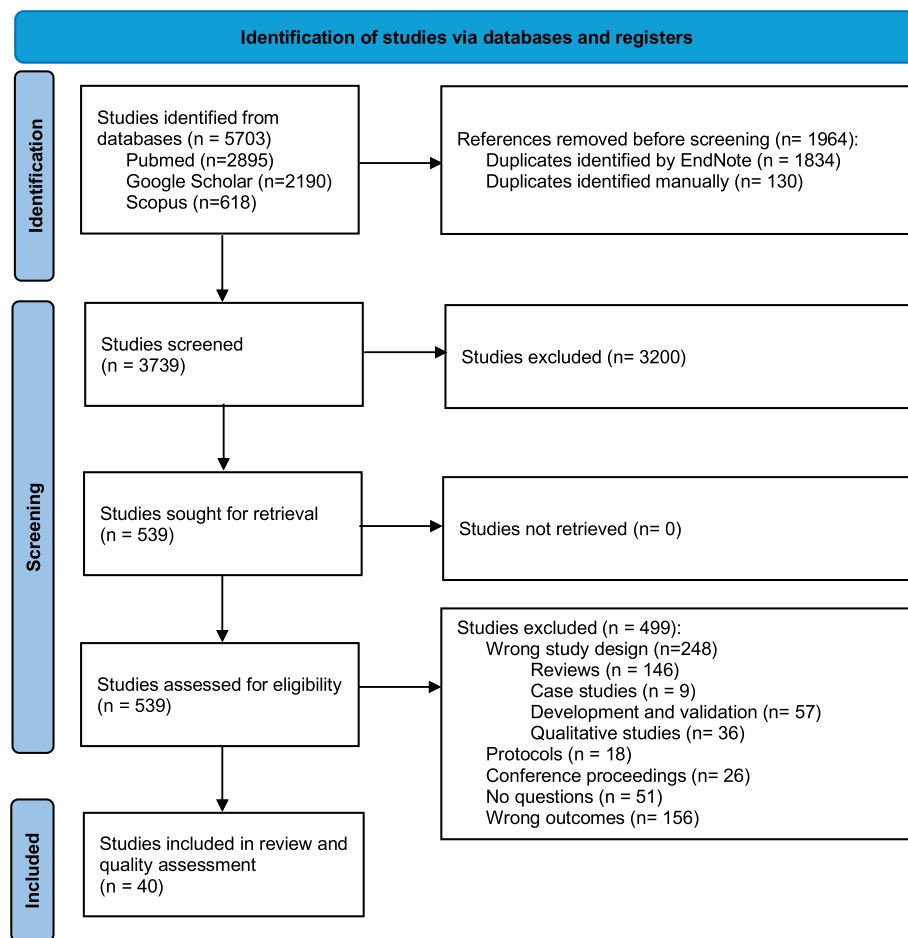 Identification of studies via databases and registers
Identification
Studies identified from
databases (n = 5703)
Pubmed (n=2895)
Google Scholar (n=2190)
Scopus (n=618)
References removed before screening (n= 1964):
Duplicates identified by EndNote (n = 1834)
Duplicates identified manually (n= 130)
Screening
Studies screened
(n = 3739)
Studies excluded (n= 3200)
Studies sought for retrieval
(n = 539)
Studies not retrieved (n= 0)
Studies assessed for eligibility
(n = 539)
Studies excluded (n = 499):
Wrong study design (n=248)
Reviews (n = 146)
Case studies (n = 9)
Development and validation (n= 57)
Qualitative studies (n= 36)
Protocols (n = 18)
Conference proceedings (n= 26)
No questions (n = 51)
Wrong outcomes (n= 156)
Included
Studies included in review and
quality assessment
(n = 40)